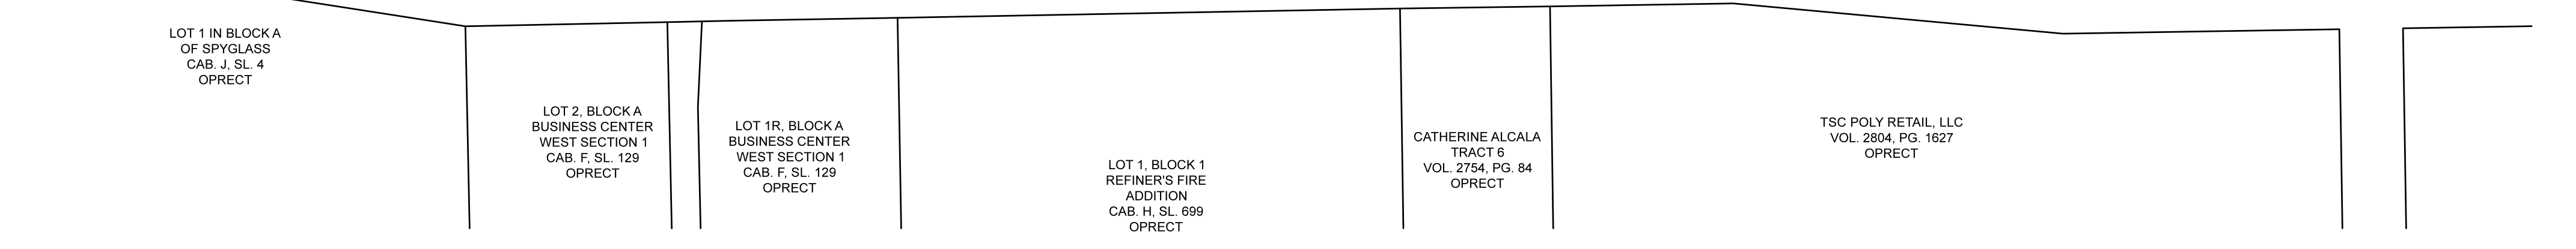 LOT 1 IN BLOCK A
OF SPYGLASS
CAB. J, SL. 4
OPRECT
LOT 2, BLOCK A
BUSINESS CENTER
WEST SECTION 1
CAB. F, SL. 129
OPRECT
LOT 1R, BLOCK A
BUSINESS CENTER
WEST SECTION 1
CAB. F, SL. 129
OPRECT
LOT 1, BLOCK 1
REFINER'S FIRE
ADDITION
CAB. H, SL. 699
OPRECT
CATHERINE ALCALA
TRACT 6
VOL. 2754, PG. 84
OPRECT
TSC POLY RETAIL, LLC
VOL. 2804, PG. 1627
OPRECT